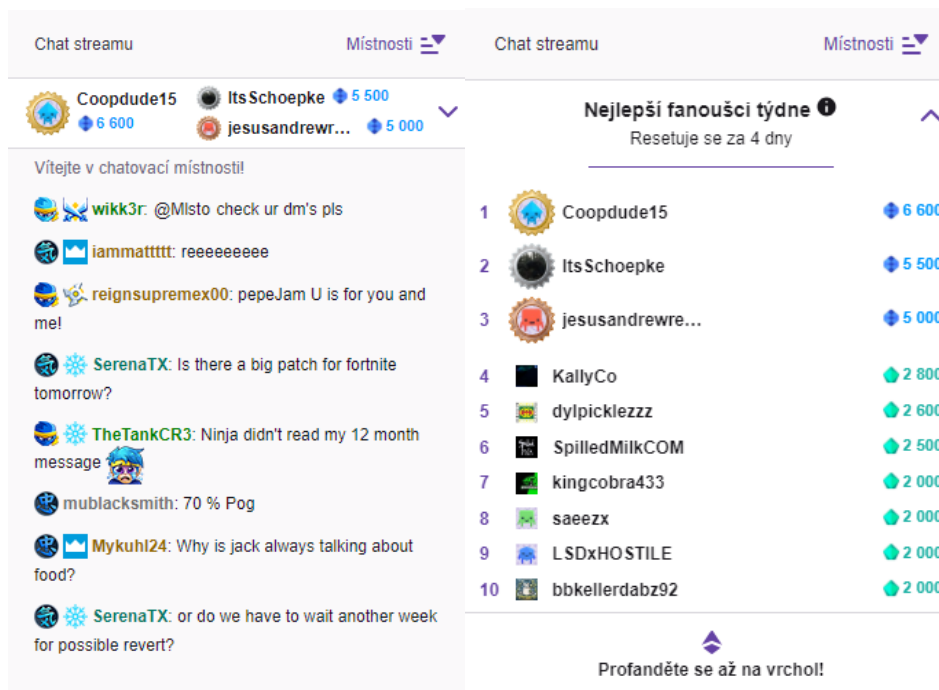 Chat streamu
Místnosti
Coopdude15
6 600
ItsSchoepke 5 500
jesusandrewr... 5 000
Vítejte v chatovací místnosti!
wikk3r: @MIsto check ur dm's pls
iammattttt: reeeeeeeee
reignsupremex00: pepeJam U is for you and
me!
SerenaTX: Is there a big patch for fortnite
tomorrow?
TheTankCR3: Ninja didn't read my 12 month
message
mublacksmith: 70 % Pog
Mykuhl24: Why is jack always talking about
food?
SerenaTX: or do we have to wait another week
for possible revert?
Chat streamu
Místnosti
Nejlepší fanoušci týdne
Resetuje se za 4 dny
1 Coopdude15 6 600
2 ItsSchoepke 5 500
3 jesusandrewre... 5 000
4 KallyCo 2 800
5 dylpicklezzz 2 600
6 SpilledMilkCOM 2 500
7 kingcobra433 2 000
8 saeezx 2 000
9 LSDxHOSTILE 2 000
10 bbkellerdabz92 2 000
Profanděte se až na vrchol!